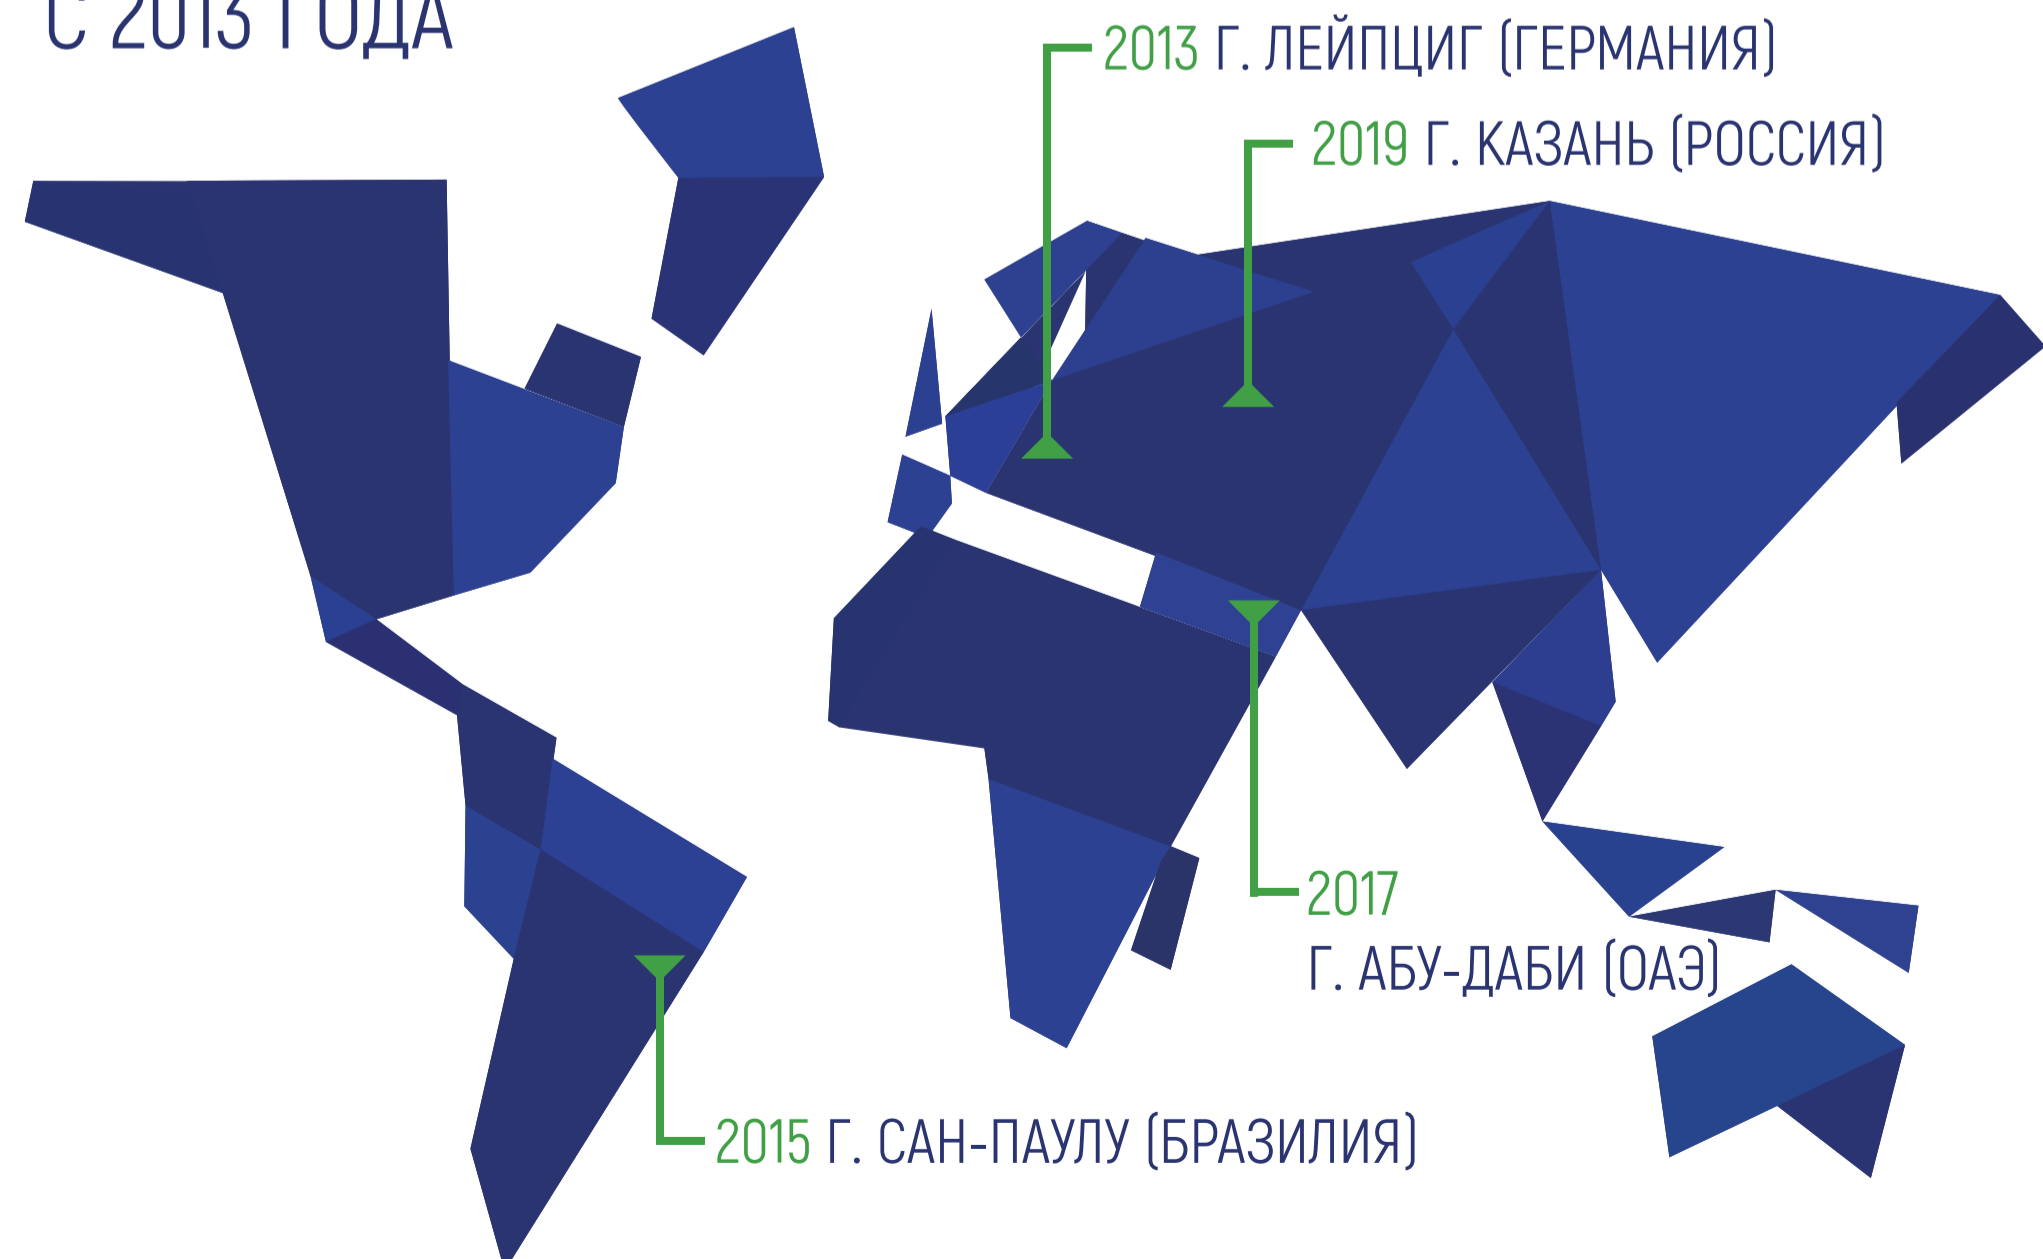 С 2013 ГОДА
2013 Г. ЛЕЙПЦИГ (ГЕРМАНИЯ)
2019 Г. КАЗАНЬ (РОССИЯ)
2017
Г. АБУ-ДАБИ (ОАЭ)
2015 Г. САН-ПАУЛУ (БРАЗИЛИЯ)